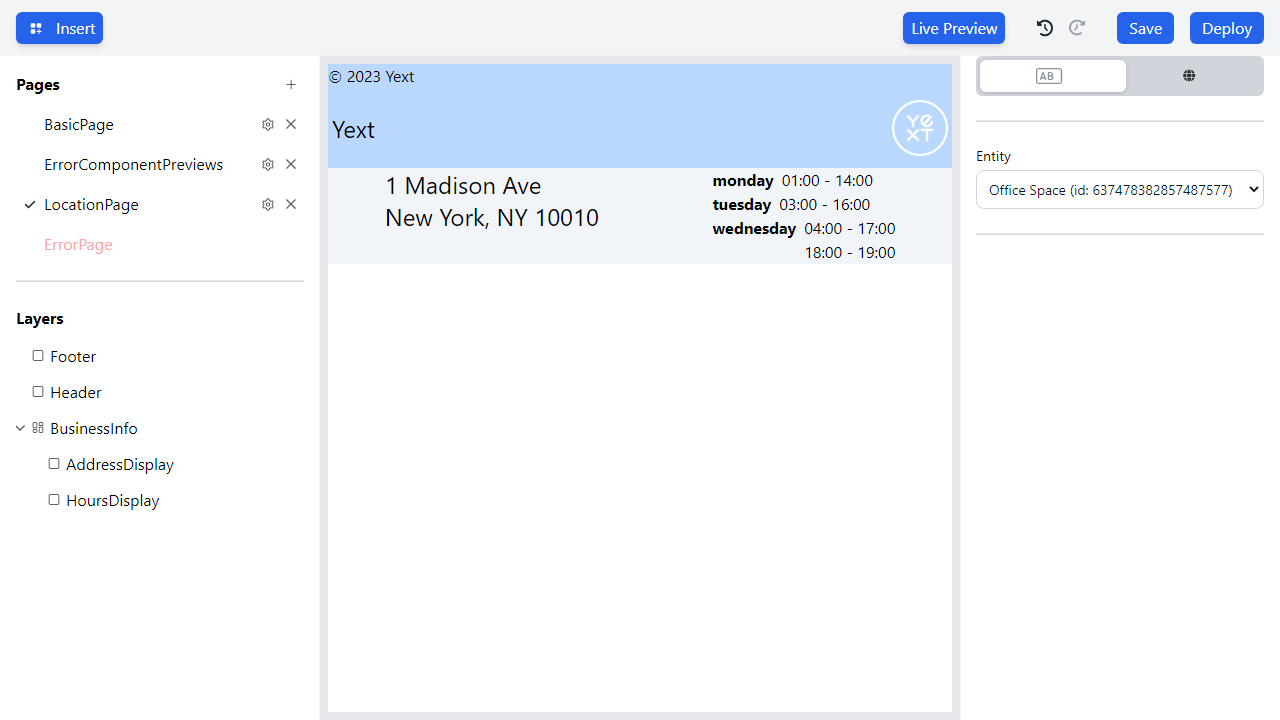 Insert
Live Preview
Save
Deploy
Pages
BasicPage
ErrorComponentPreviews
LocationPage
ErrorPage
Layers
Footer
Header
BusinessInfo
AddressDisplay
HoursDisplay
© 2023 Yext
Yext
YEXT
1 Madison Ave
New York, NY 10010
monday 01:00 - 14:00
tuesday 03:00 - 16:00
wednesday 04:00 - 17:00
18:00 - 19:00
AB
Entity
Office Space (id: 637478382857487577)